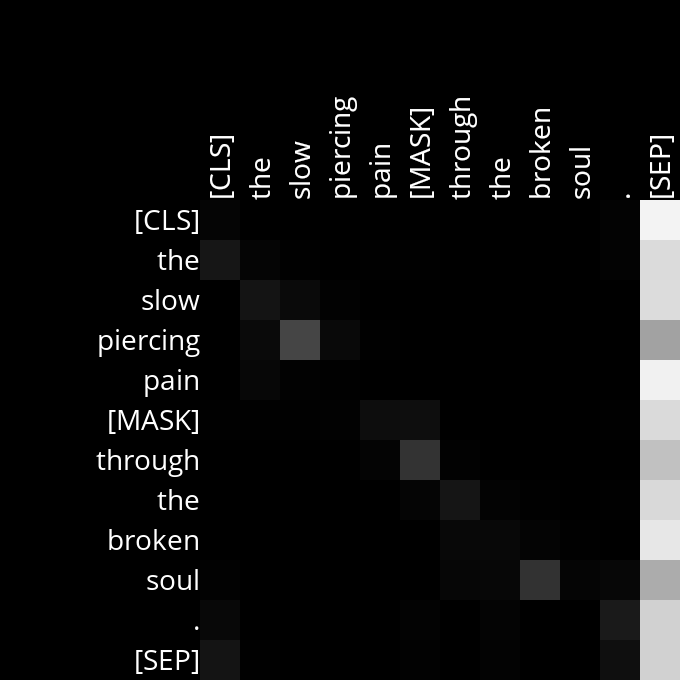 [CLS]
the
slow
piercing
pain
[MASK]
through
the
broken
soul
.
[SEP]
[CLS]
the
slow
piercing
pain
[MASK]
through
the
broken
soul
.
[SEP]